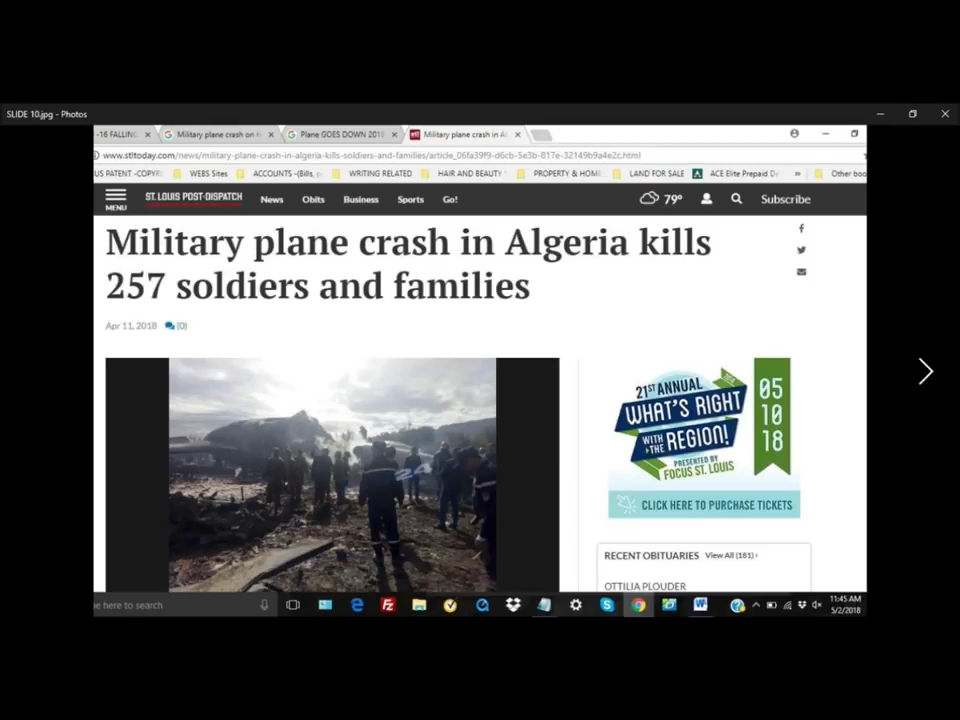 SLIDE 10.jpg - Photos
-16 FALLING
Military plane crash on
Plane GOES DOWN 2018
Military plane crash in Al
www.stltoday.com/news/military-plane-crash-in-algeria-kills-soldiers-and-families/article_06fa39f9-d6cb-5e3b-817e-32149b9a4e2c.html
US PATENT -COPYR
WEBS Sites
ACCOUNTS -(Bills, p
WRITING RELATED
HAIR AND BEAUTY
PROPERTY & HOME
LAND FOR SALE
ACE Elite Prepaid De
»
Other boo
MENU
ST. LOUIS POST-DISPATCH
News
Obits
Business
Sports
Go!
79°
Subscribe
Military plane crash in Algeria kills
257 soldiers and families
Apr 11, 2018
(0)
21ST ANNUAL
WHAT'S RIGHT
WITH THE REGION!
PRESENTED BY
FOCUS ST. LOUIS
05
10
18
CLICK HERE TO PURCHASE TICKETS
RECENT OBITUARIES View All (181)
OTTILIA PLOUDER
e here to search
11:45 AM
5/2/2018